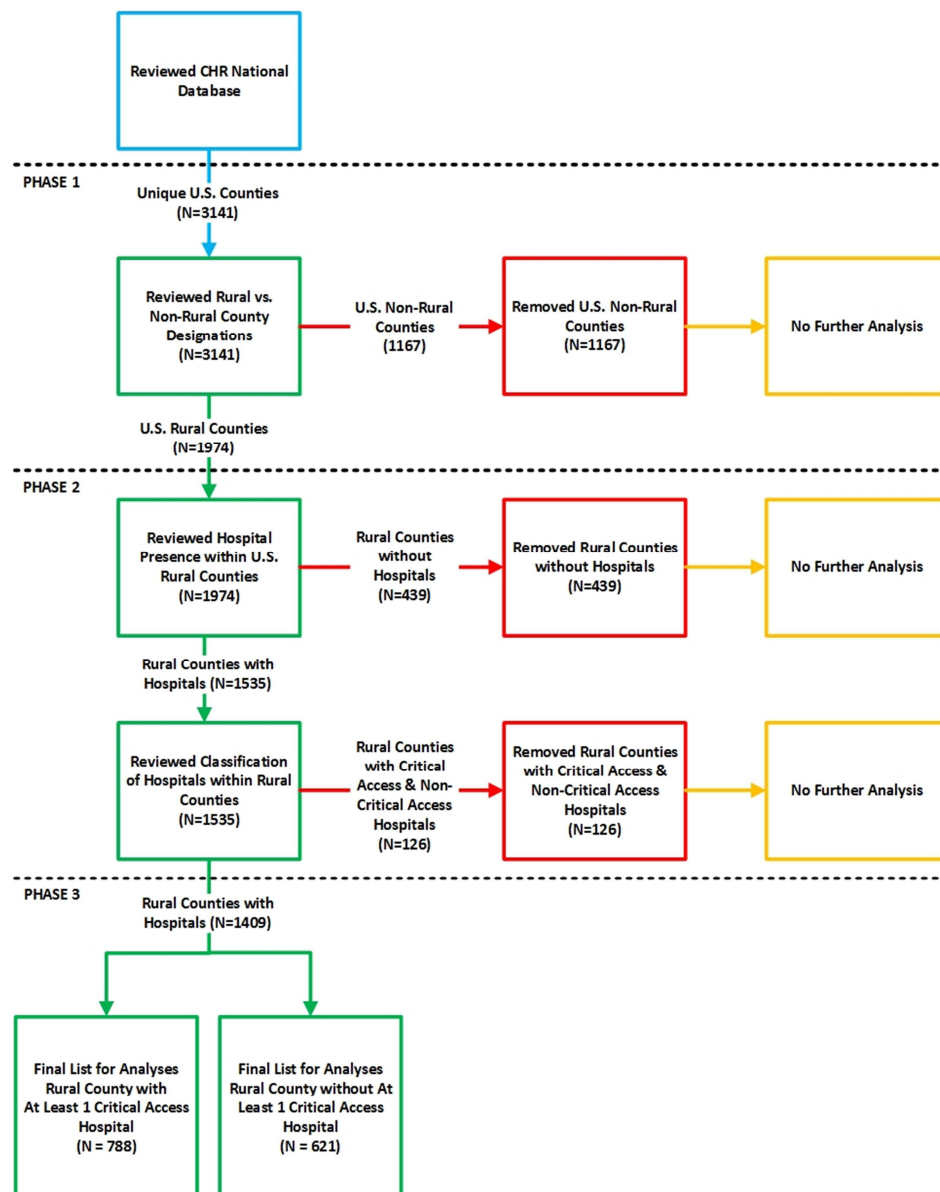 Reviewed CHR National
Database
PHASE 1
Unique U.S. Counties
(N=3141)
Reviewed Rural vs.
Non-Rural County
Designations
(N=3141)
U.S. Non-Rural
Counties
(1167)
Removed U.S. Non-Rural
Counties
(N=1167)
No Further Analysis
U.S. Rural Counties
(N=1974)
PHASE 2
Reviewed Hospital
Presence within U.S.
Rural Counties
(N=1974)
Rural Counties
without
Hospitals
(N=439)
Removed Rural Counties
without Hospitals
(N=439)
No Further Analysis
Rural Counties with
Hospitals (N=1535)
Reviewed Classification
of Hospitals within Rural
Counties
(N=1535)
Rural Counties
with Critical
Access & Non-
Critical Access
Hospitals
(N=126)
Removed Rural Counties
with Critical Access &
Non-Critical Access
Hospitals
(N=126)
No Further Analysis
PHASE 3
Rural Counties with
Hospitals (N=1409)
Final List for Analyses
Rural County with
At Least 1 Critical Access
Hospital
(N = 788)
Final List for Analyses
Rural County without At
Least 1 Critical Access
Hospital
(N = 621)